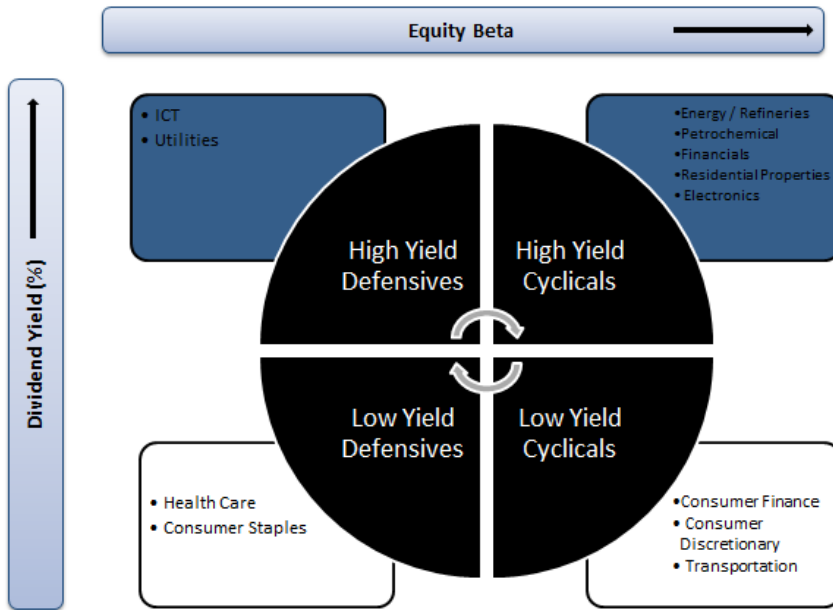 Equity Beta
Dividend Yield (%)
• ICT
• Utilities
•Energy / Refineries
•Petrochemical
•Financials
•Residential Properties
• Electronics
High Yield
Defensives
High Yield
Cyclicals
Low Yield
Defensives
Low Yield
Cyclicals
• Health Care
• Consumer Staples
•Consumer Finance
• Consumer
Discretionary
• Transportation